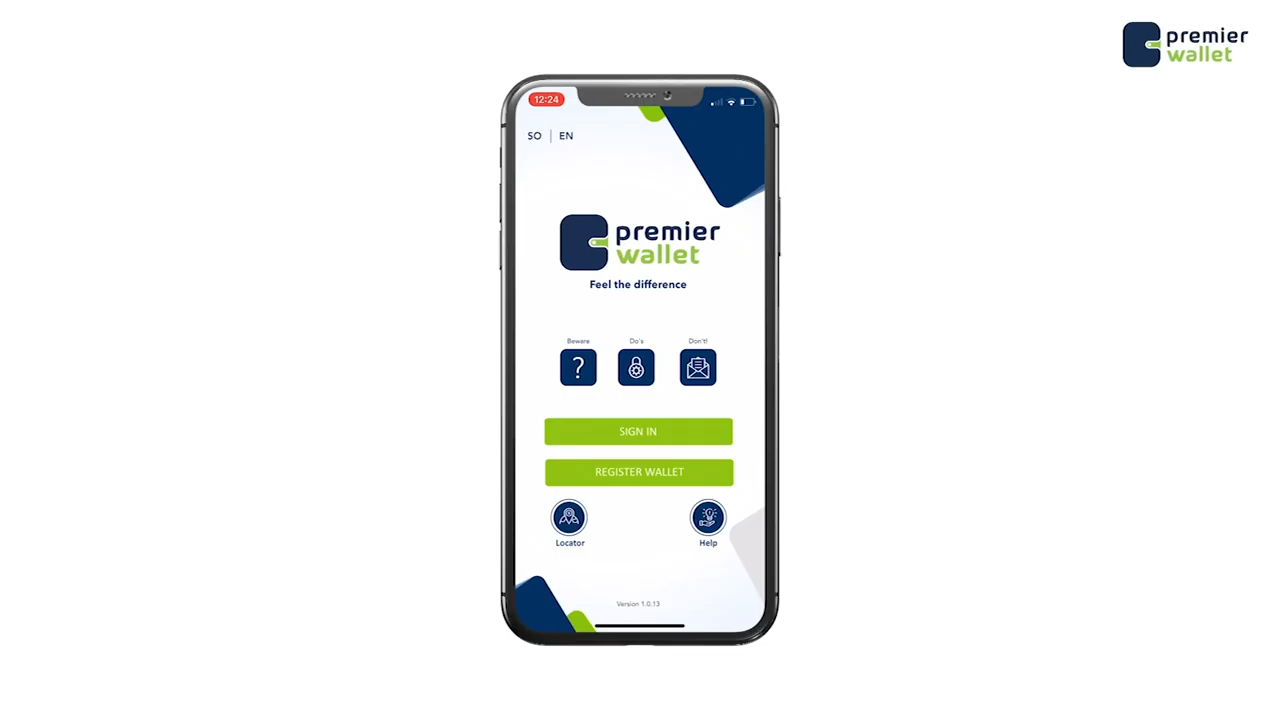 premier
wallet
12:24
SO | EN
premier
wallet
Feel the difference
Beware
Do's
Don't!
SIGN IN
REGISTER WALLET
Locator
Help
Version 1.0.13